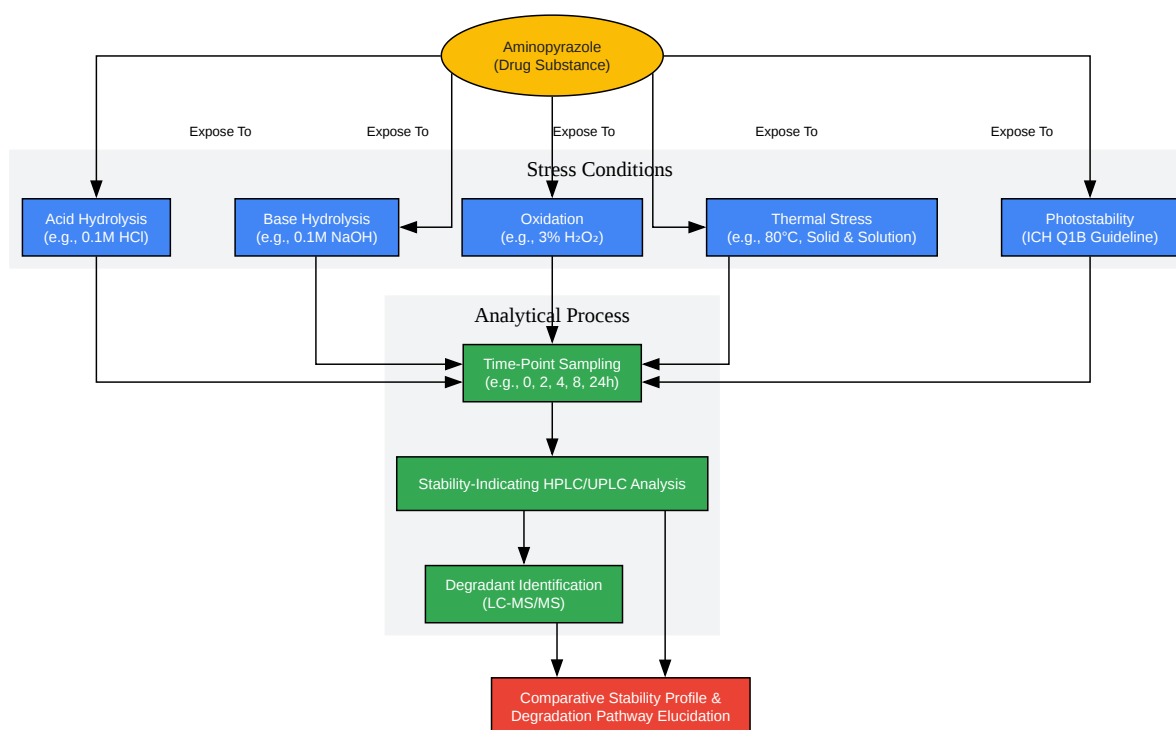 Aminopyrazole
(Drug Substance)
Expose To
Expose To
Expose To
Expose To
Expose To
Stress Conditions
Acid Hydrolysis
(e.g., 0.1M HCl)
Base Hydrolysis
(e.g., 0.1M NaOH)
Oxidation
(e.g., 3% H₂O₂)
Thermal Stress
(e.g., 80°C, Solid & Solution)
Photostability
(ICH Q1B Guideline)
Analytical Process
Time-Point Sampling
(e.g., 0, 2, 4, 8, 24h)
Stability-Indicating HPLC/UPLC Analysis
Degradant Identification
(LC-MS/MS)
Comparative Stability Profile &
Degradation Pathway Elucidation